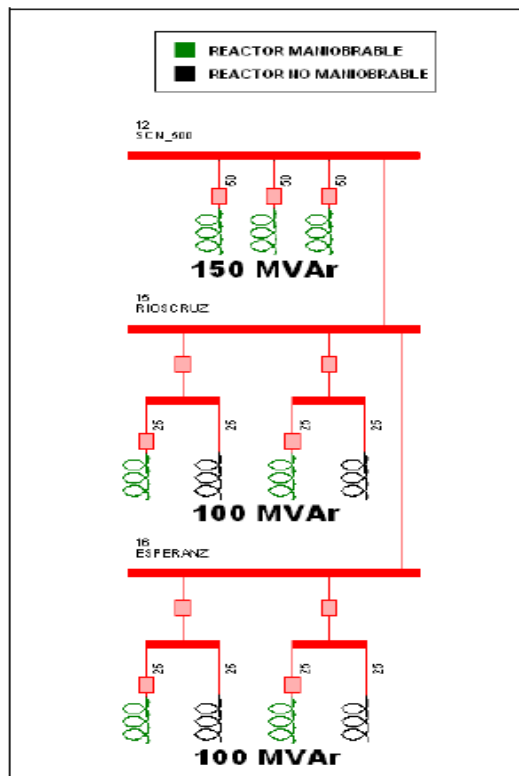 REACTOR MANIOBRABLE
REACTOR NO MANIOBRABLE
12
SCN_500
50
50
50
150 MVAr
15
RIOSCRUZ
25
25
25
25
100 MVAr
16
ESPERANZ
25
25
25
25
100 MVAr